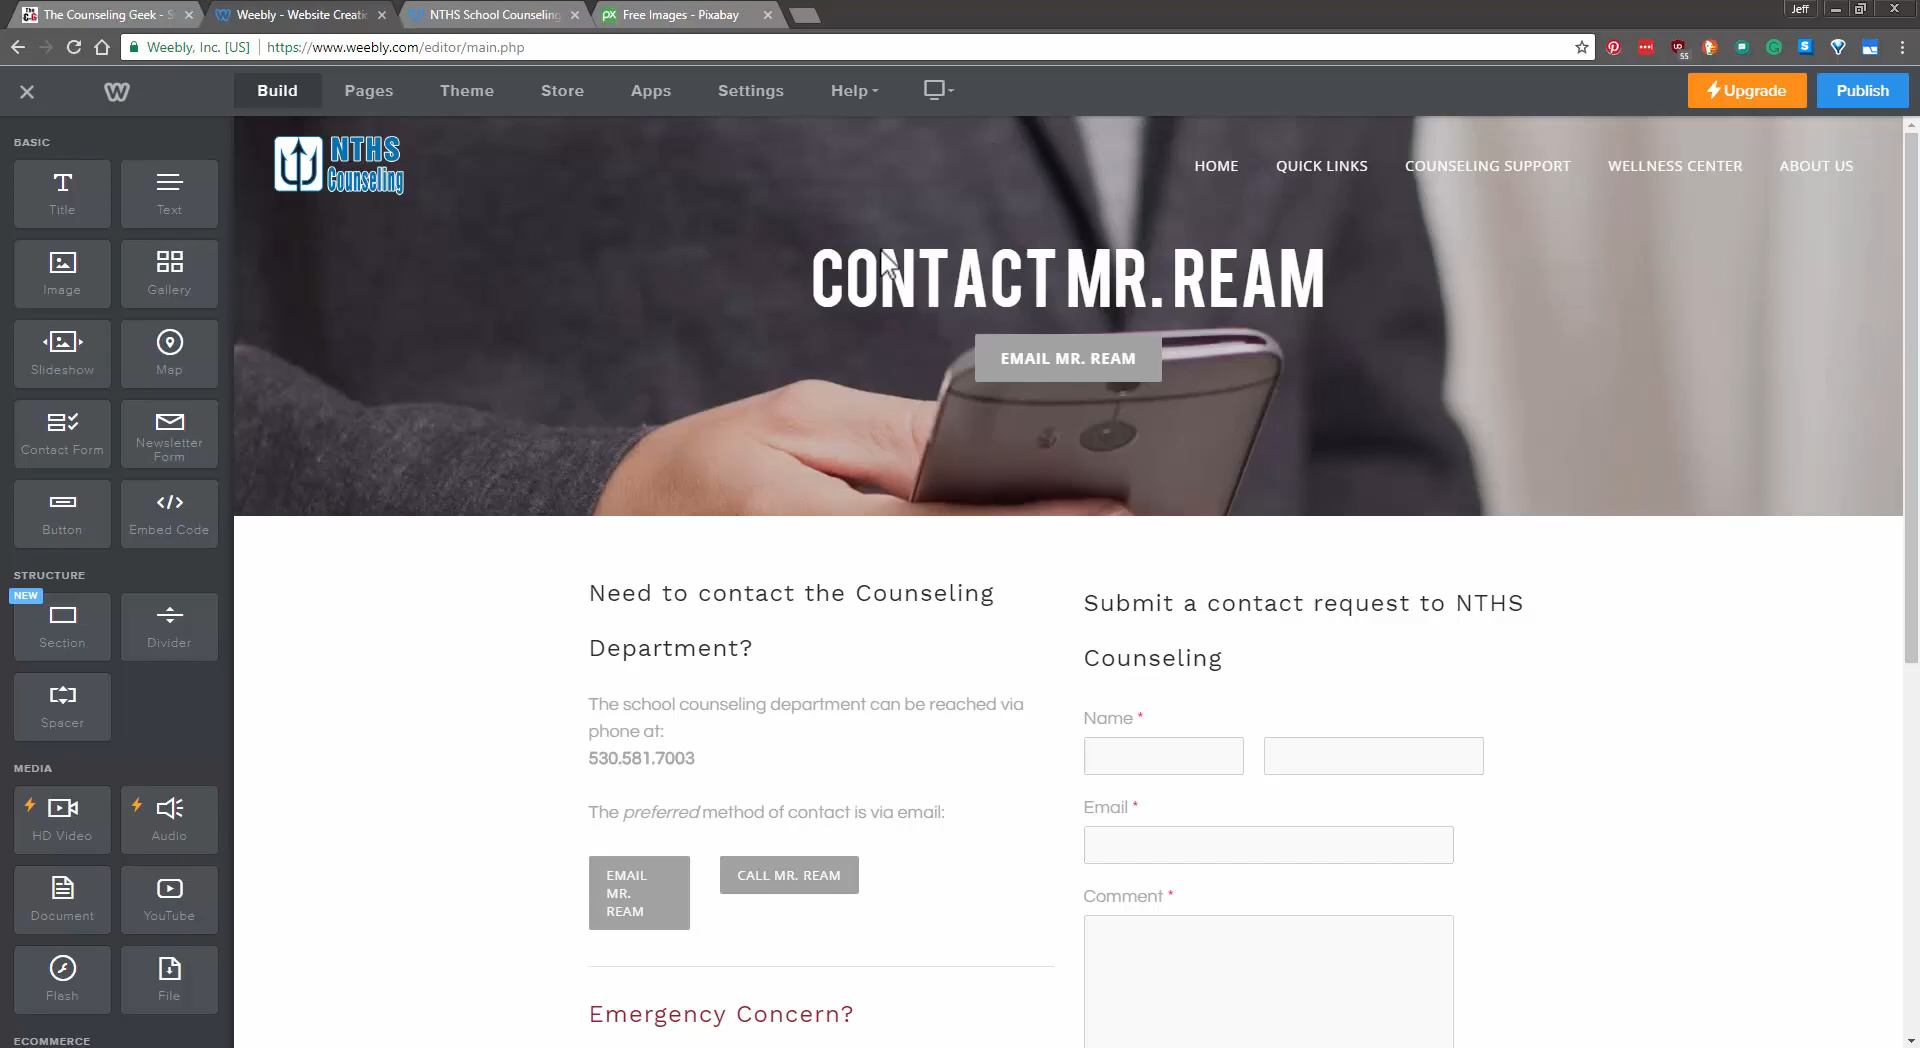 The Counseling Geek - S
Weebly - Website Creatio
NTHS School Counseling
Free Images - Pixabay
Jeff
Weebly, Inc. [US]
https://www.weebly.com/editor/main.php
55
Build
Pages
Theme
Store
Apps
Settings
Help
Upgrade
Publish
BASIC
Title
Text
Image
Gallery
Slideshow
Map
Contact Form
Newsletter
Form
Button
Embed Code
STRUCTURE
NEW
Section
Divider
Spacer
MEDIA
HD Video
Audio
Document
YouTube
Flash
File
ECOMMERCE
NTHS
Counseling
HOME
QUICK LINKS
COUNSELING SUPPORT
WELLNESS CENTER
ABOUT US
CONTACT MR. REAM
EMAIL MR. REAM
Need to contact the Counseling
Department?
The school counseling department can be reached via
phone at:
530.581.7003
The preferred method of contact is via email:
EMAIL
MR.
REAM
CALL MR. REAM
Emergency Concern?
Submit a contact request to NTHS
Counseling
Name *
Email *
Comment *